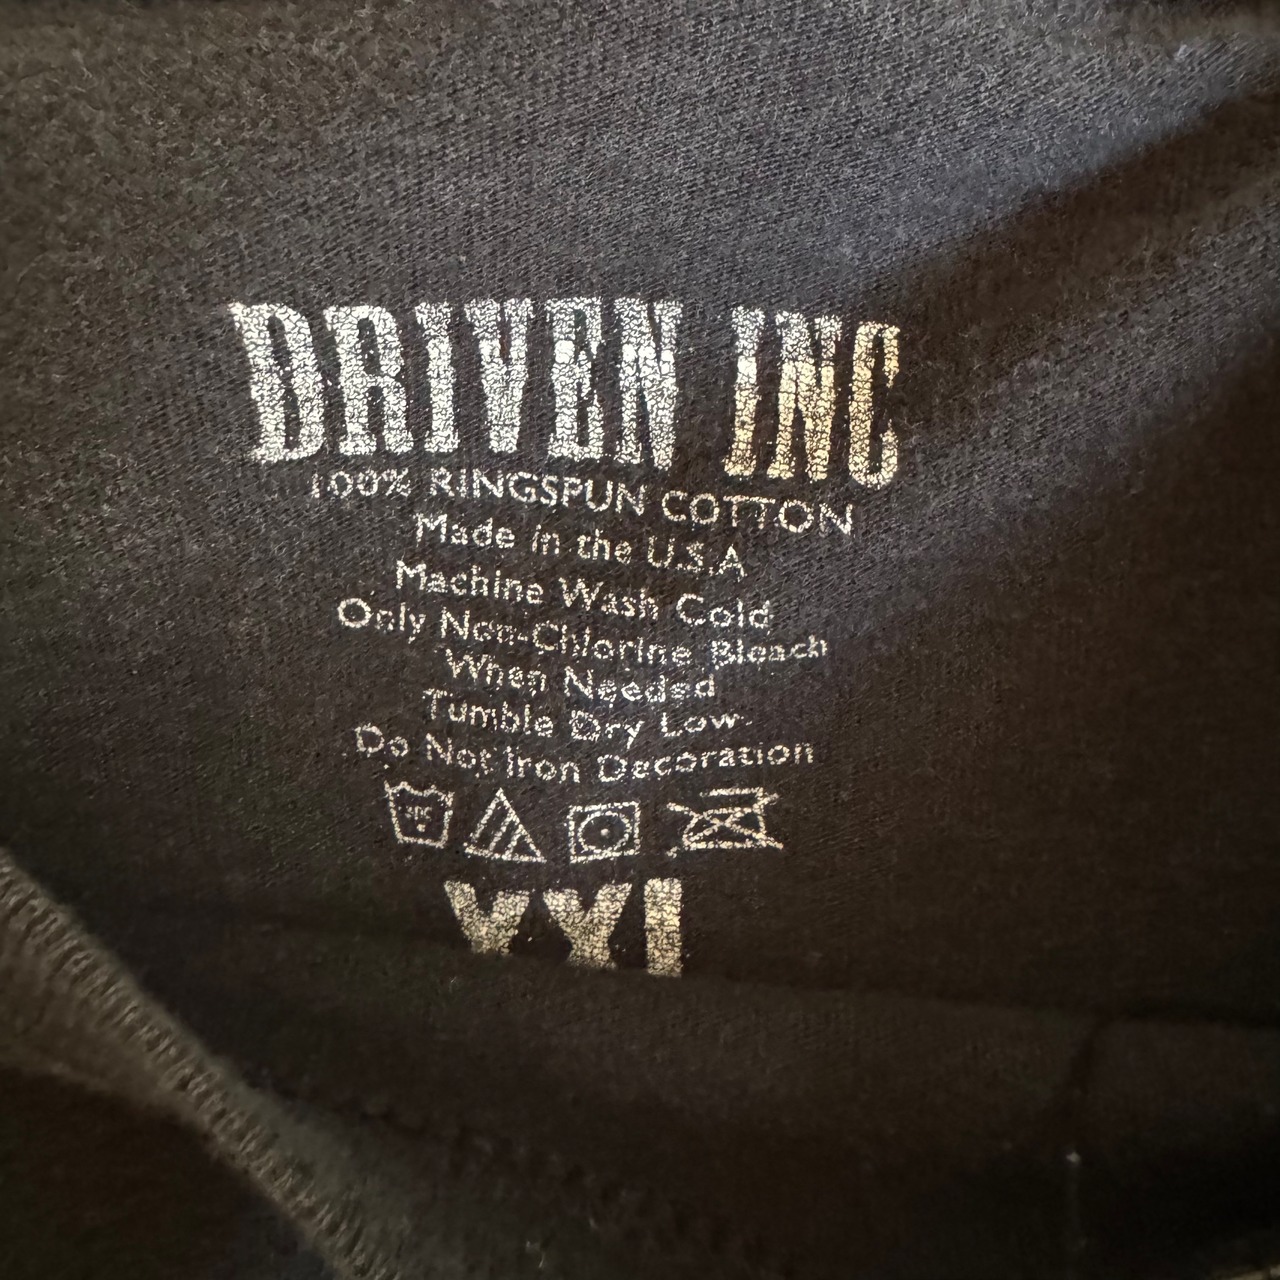 DRIVEN INC
100% RINGSPUN COTTON
Made in the U.S.A
Machine Wash Cold
Only Non-Chlorine Bleach
When Needed
Tumble Dry Low
Do Not Iron Decoration
XXL